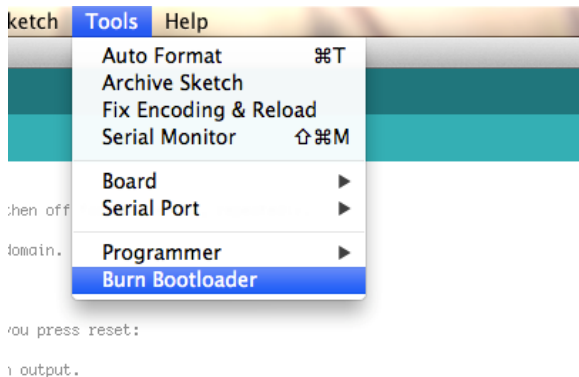 ketch Tools Help
Auto Format ⌘T
Archive Sketch
Fix Encoding & Reload
Serial Monitor ⇧⌘M
Board ▶
then off
Serial Port ▶
domain.
Programmer ▶
Burn Bootloader
you press reset:
n output.